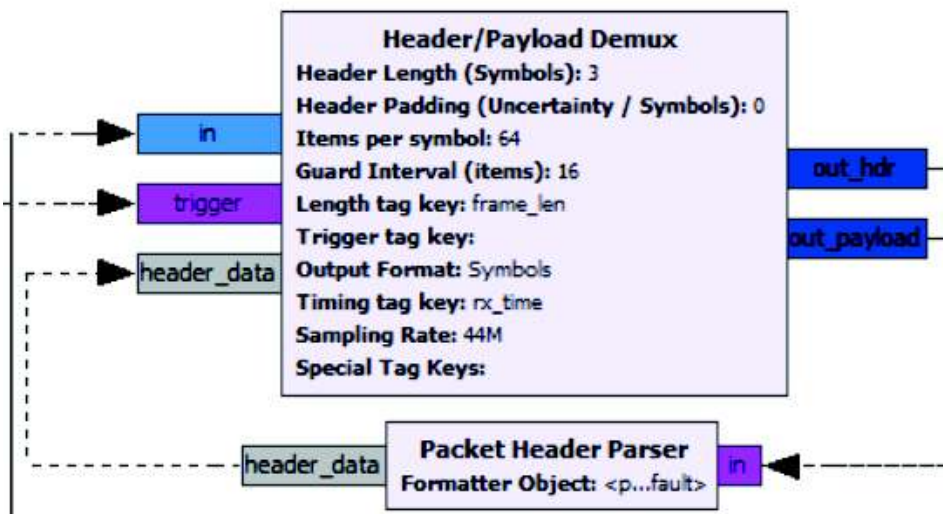 Header/Payload Demux
Header Length (Symbols): 3
Header Padding (Uncertainty / Symbols): 0
in
Items per symbol: 64
Guard Interval (items): 16
out_hdr
trigger
Length tag key: frame_len
Trigger tag key:
out_payload
header_data
Output Format: Symbols
Timing tag key: rx_time
Sampling Rate: 44M
Special Tag Keys:
Packet Header Parser
header_data
in
Formatter Object: <p...fault>